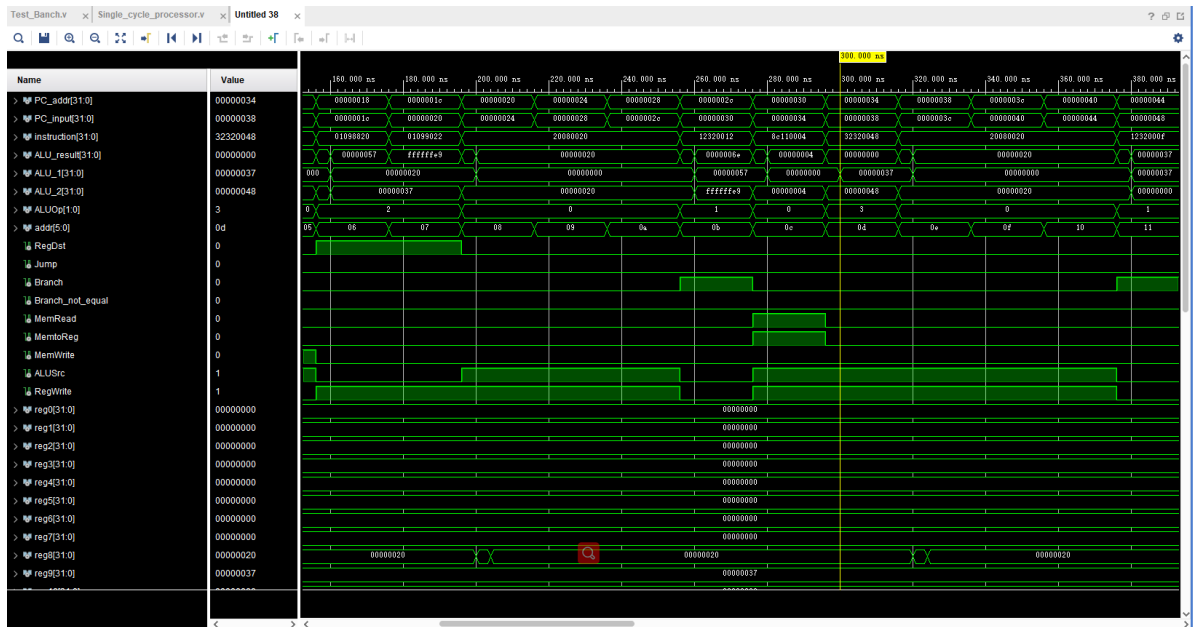 Test_Banch.v x Single_cycle_processor.v x Untitled 38 x
300.000 ns
Name Value 160.000 ns 180.000 ns 200.000 ns 220.000 ns 240.000 ns 260.000 ns 280.000 ns 300.000 ns 320.000 ns 340.000 ns 360.000 ns 380.000 ns
PC_addr[31:0] 00000034 00000018 0000001c 00000020 00000024 00000028 0000002c 00000030 00000034 00000038 0000003c 00000040 00000044
PC_input[31:0] 00000038 0000001c 00000020 00000024 00000028 0000002c 00000030 00000034 00000038 0000003c 00000040 00000044 00000048
instruction[31:0] 32320048 01098820 01099022 20080020 12320012 8c110004 32320048 20080020 1232000f
ALU_result[31:0] 00000000 00000057 ffffffe9 00000020 0000006e 00000004 00000000 00000020 00000037
ALU_1[31:0] 00000037 000 00000020 00000000 00000057 00000000 00000037 00000000 00000037
ALU_2[31:0] 00000048 00000037 00000020 ffffffe9 00000004 00000048 00000020 00000000
ALUOp[1:0] 3 0 2 0 1 0 3 0 1
addr[5:0] 0d 05 06 07 08 09 0a 0b 0c 0d 0e 0f 10 11
RegDst 0
Jump 0
Branch 0
Branch_not_equal 0
MemRead 0
MemtoReg 0
MemWrite 0
ALUSrc 1
RegWrite 1
reg0[31:0] 00000000 00000000
reg1[31:0] 00000000 00000000
reg2[31:0] 00000000 00000000
reg3[31:0] 00000000 00000000
reg4[31:0] 00000000 00000000
reg5[31:0] 00000000 00000000
reg6[31:0] 00000000 00000000
reg7[31:0] 00000000 00000000
reg8[31:0] 00000020 00000020 00000020 00000020
reg9[31:0] 00000037 00000037